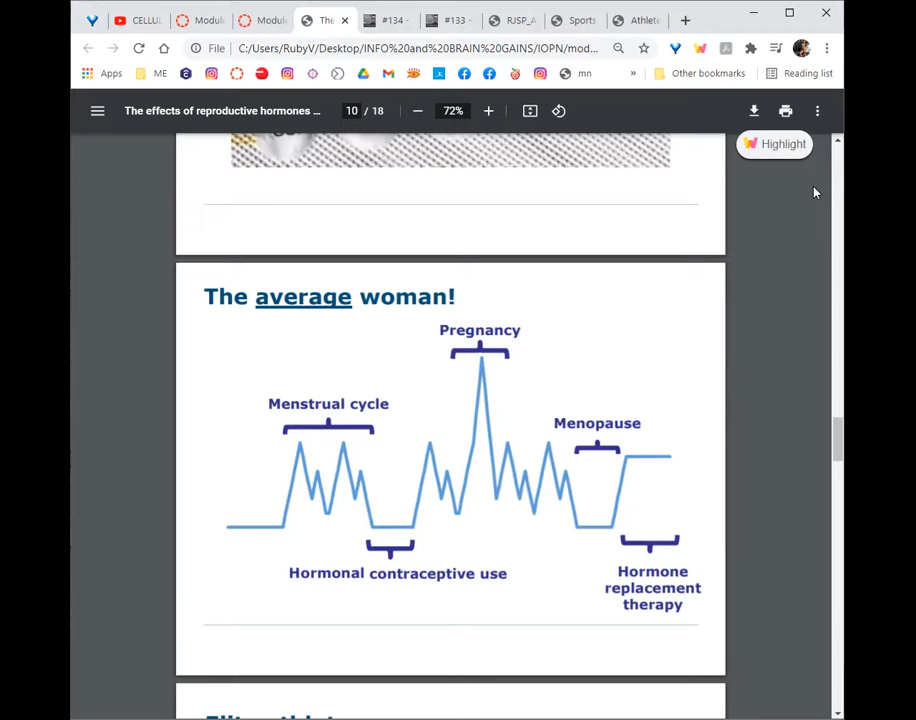 CELLUL
Module
Module
The
#134 -
#133 -
RJSP_A
Sports
Athlete
File
C:/Users/RubyV/Desktop/INFO%20and%20BRAIN%20GAINS/IOPN/mod...
Apps
ME
mn
»
Other bookmarks
Reading list
The effects of reproductive hormones ...
10 / 18
72%
Highlight
The average woman!
Pregnancy
Menstrual cycle
Menopause
Hormonal contraceptive use
Hormone
replacement
therapy